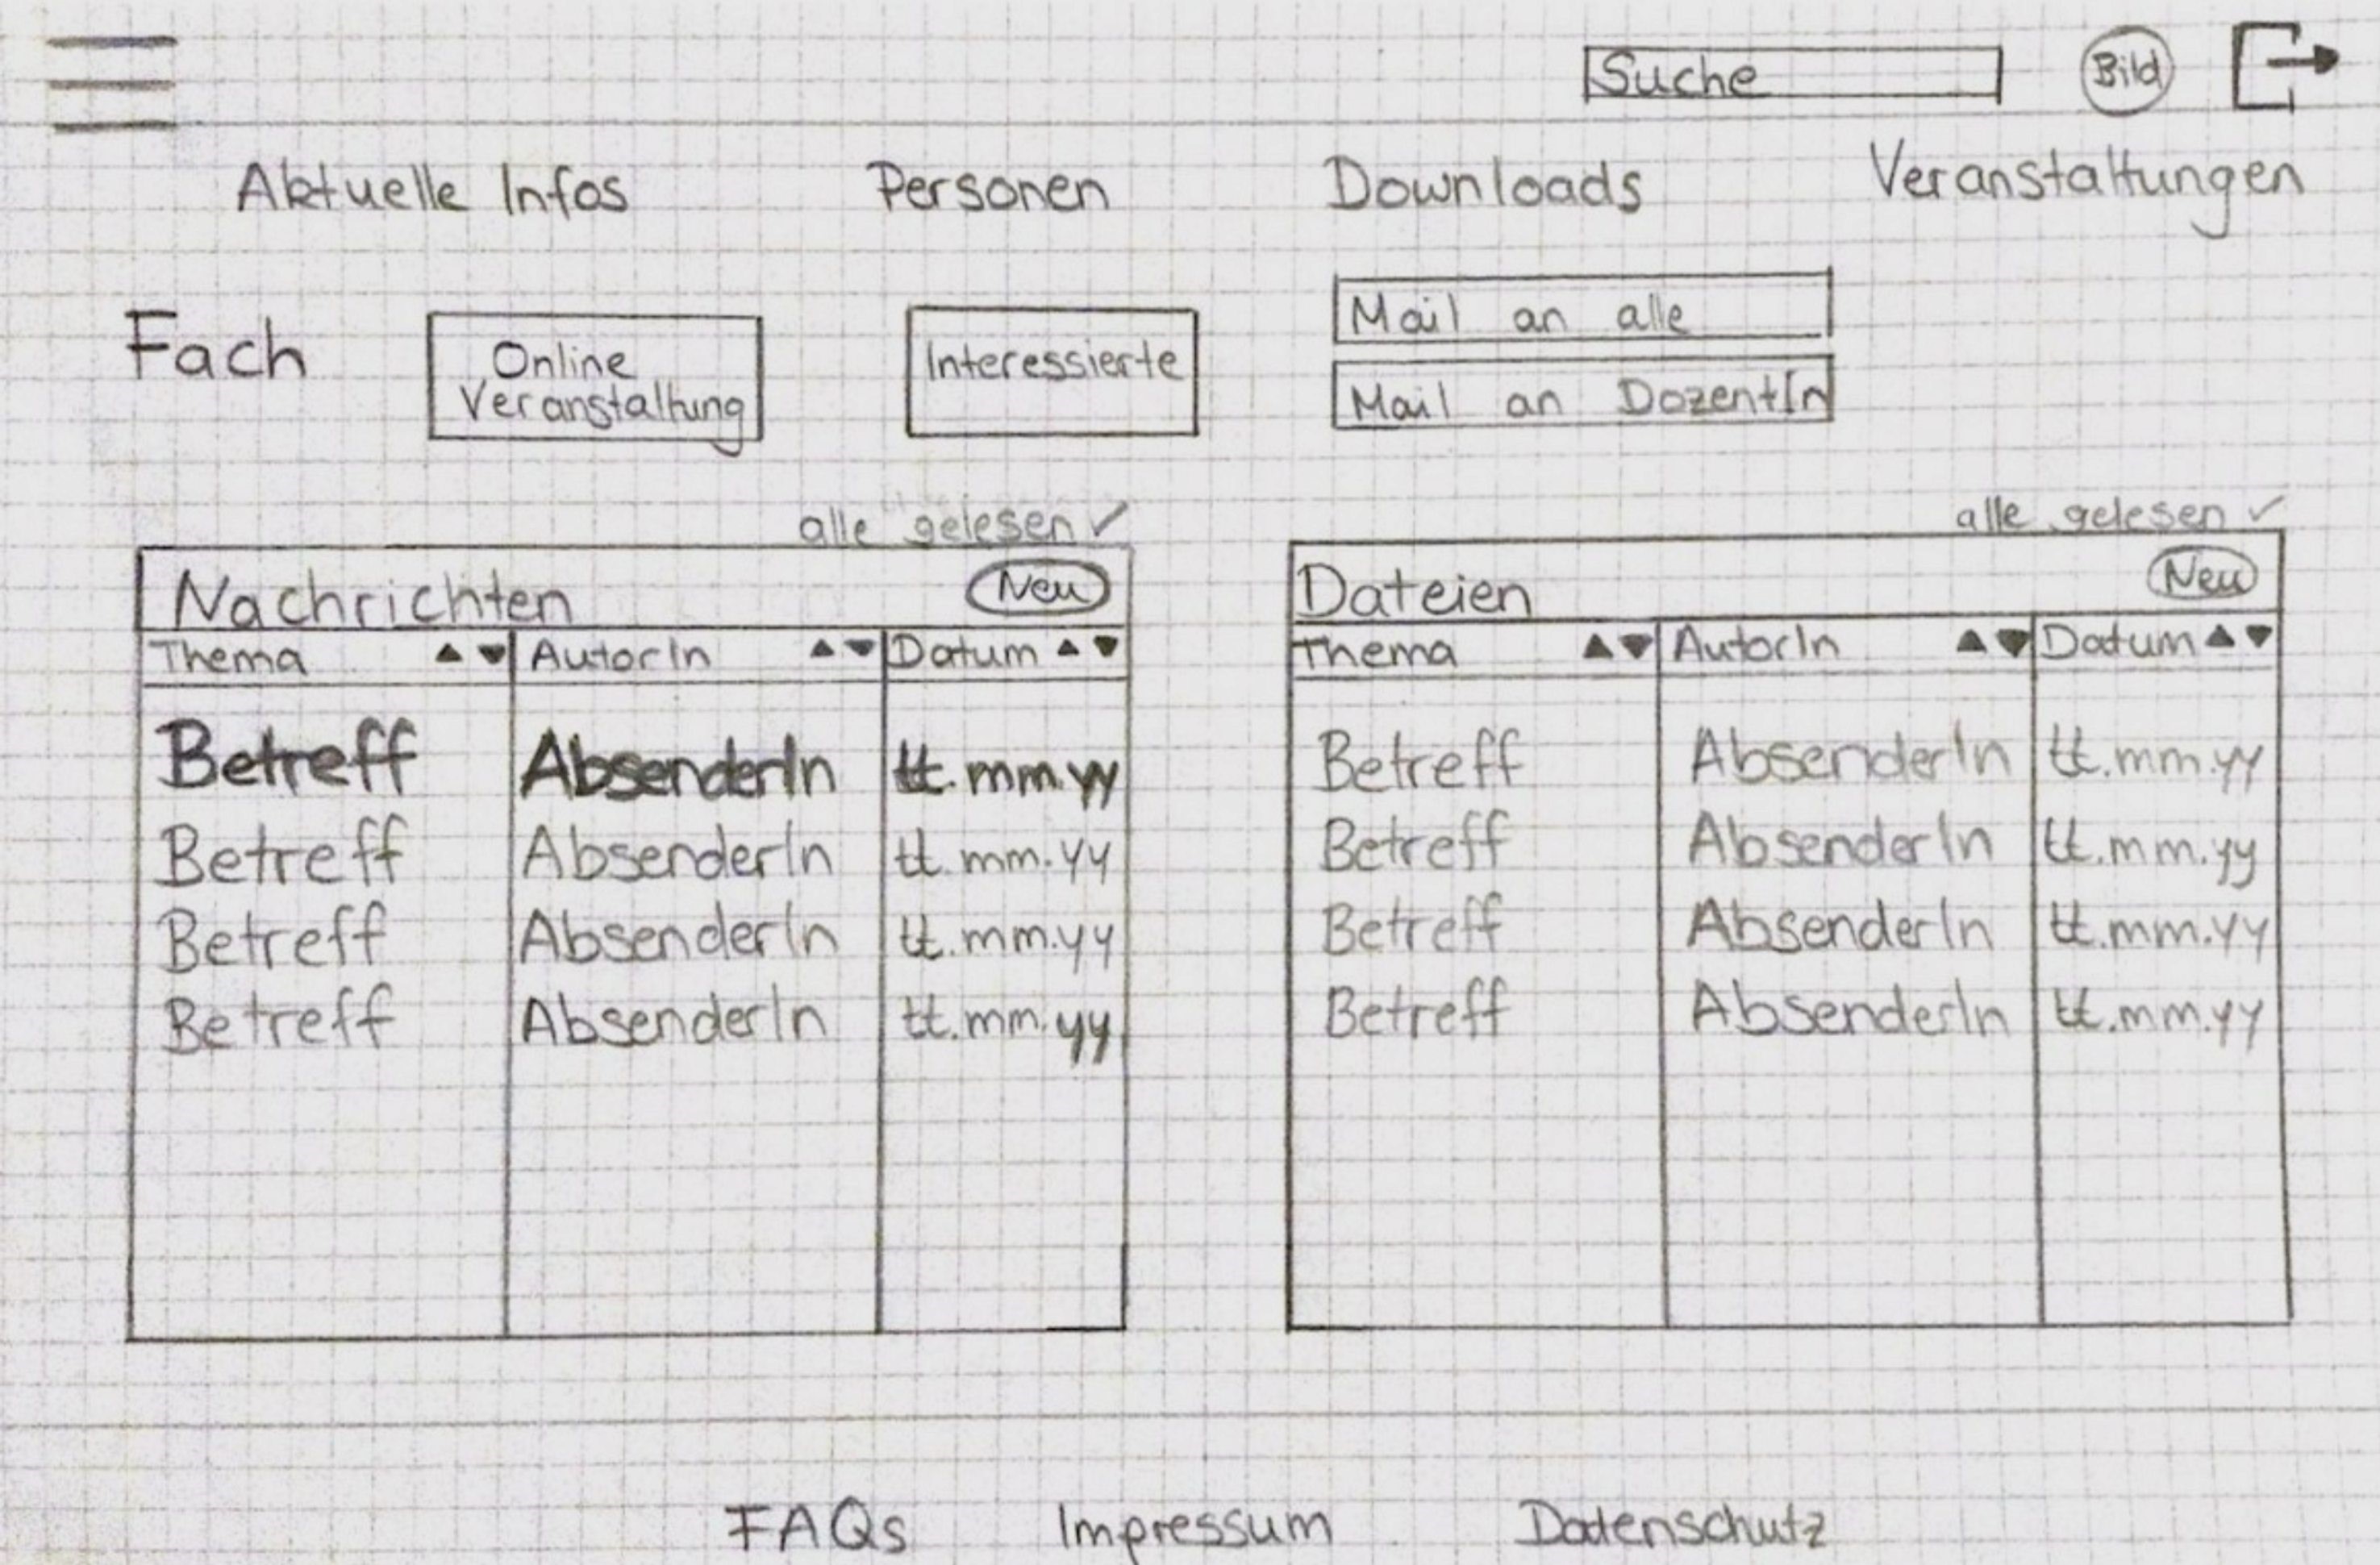 Suche Bild
Aktuelle Infos Personen Downloads Veranstaltungen
Fach
Online
Veranstaltung
Interessierte
Mail an alle
Mail an DozentIn
alle gelesen ✓
Nachrichten Neu
Thema ▲▼ AutorIn ▲▼ Datum ▲▼
Betreff AbsenderIn tt.mm.yy
Betreff AbsenderIn tt.mm.yy
Betreff AbsenderIn tt.mm.yy
Betreff AbsenderIn tt.mm.yy
alle gelesen ✓
Dateien Neu
Thema ▲▼ AutorIn ▲▼ Datum ▲▼
Betreff AbsenderIn tt.mm.yy
Betreff AbsenderIn tt.mm.yy
Betreff AbsenderIn tt.mm.yy
Betreff AbsenderIn tt.mm.yy
FAQs Impressum Datenschutz